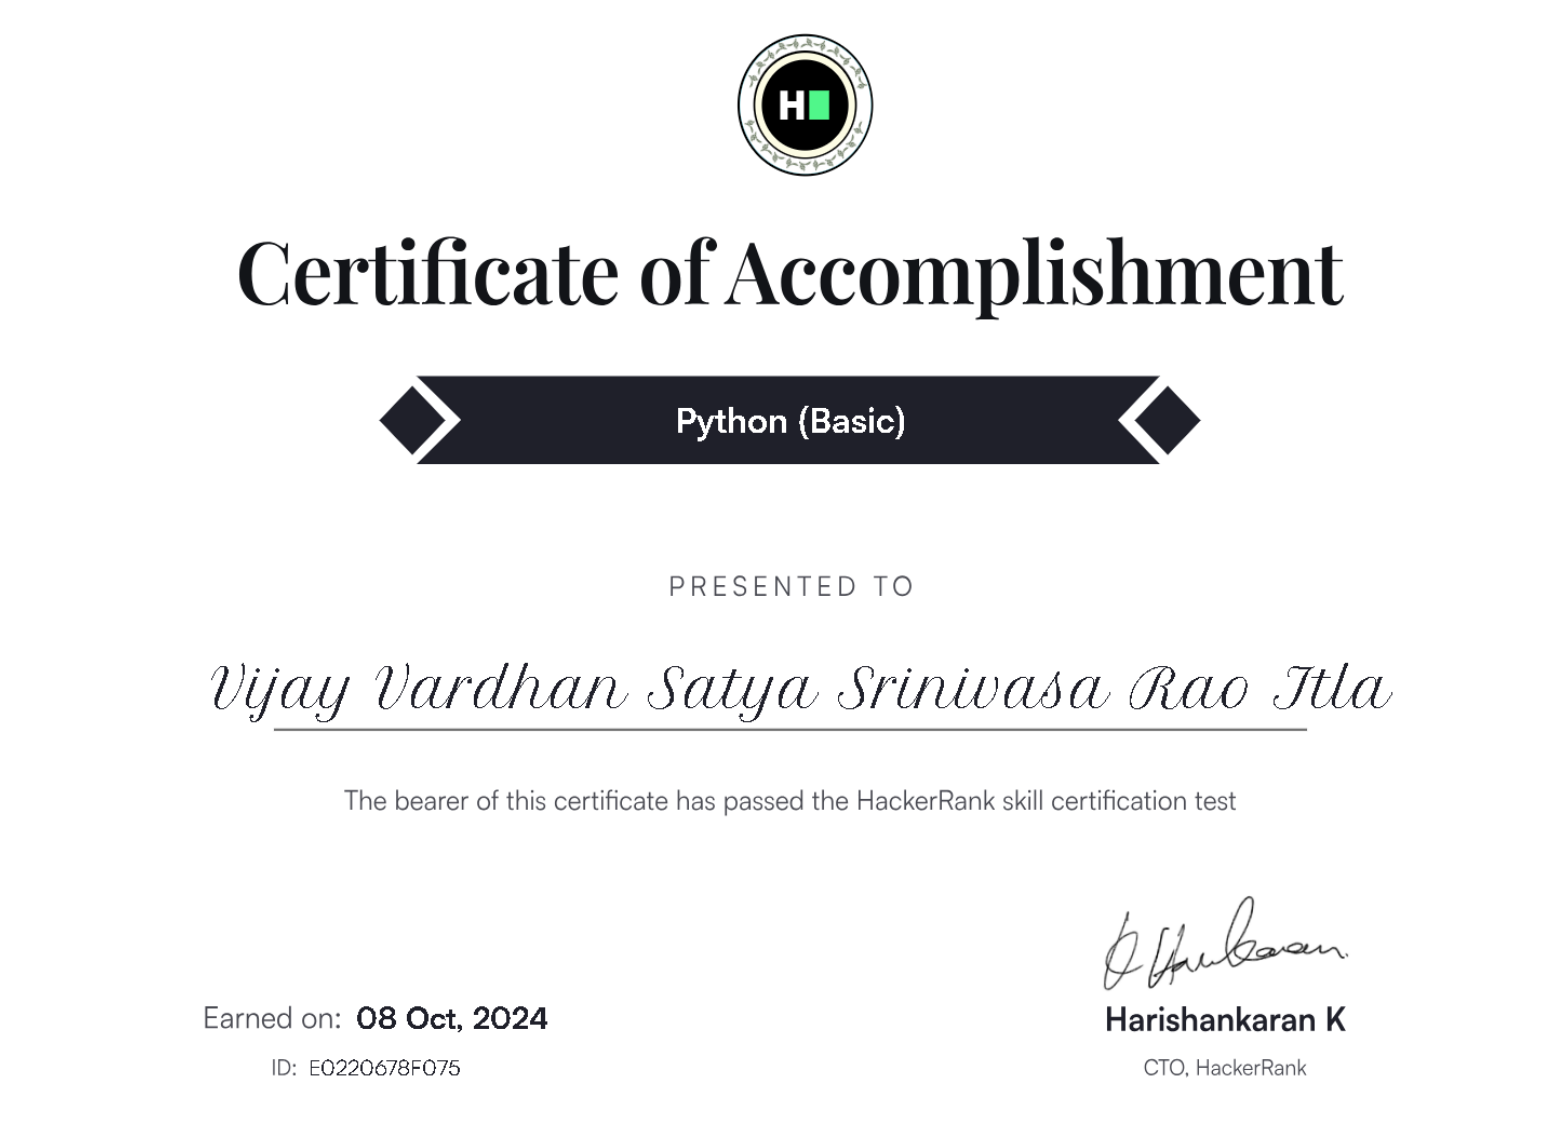 H
Certificate of Accomplishment
Python (Basic)
PRESENTED TO
Vijay Vardhan Satya Srinivasa Rao Itla
The bearer of this certificate has passed the HackerRank skill certification test
Earned on: 08 Oct, 2024
ID: E0220678F075
Harishankaran K
CTO, HackerRank